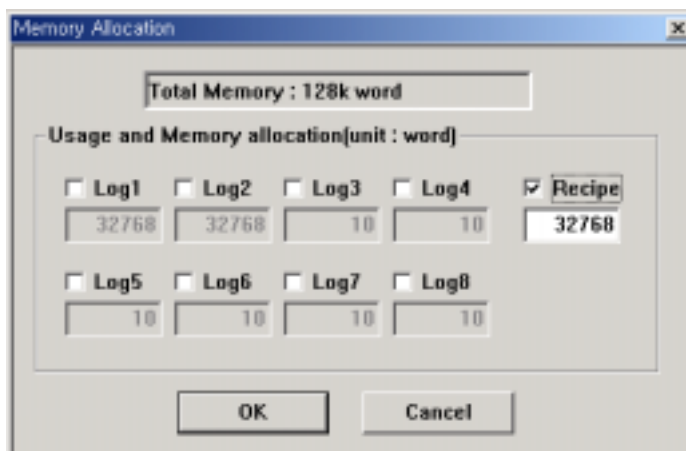 Memory Allocation
Total Memory : 128k word
Usage and Memory allocation(unit : word)
Log1 Log2 Log3 Log4 Recipe
32768 32768 10 10 32768
Log5 Log6 Log7 Log8
10 10 10 10
OK Cancel